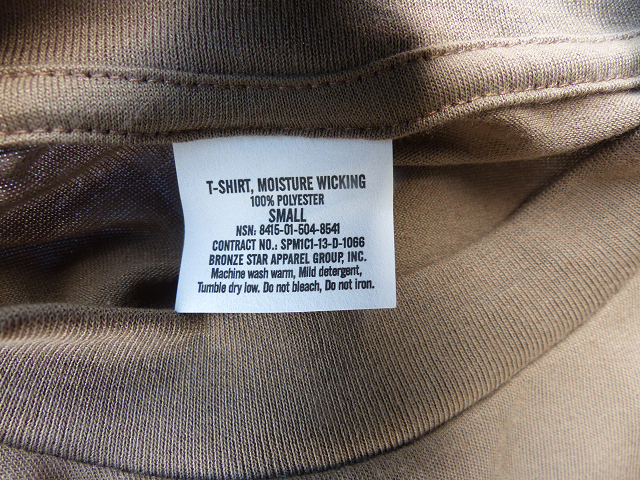 T-SHIRT, MOISTURE WICKING
100% POLYESTER
SMALL
NSN: 8415-01-504-8541
CONTRACT NO.: SPM1C1-13-D-1066
BRONZE STAR APPAREL GROUP, INC.
Machine wash warm, Mild detergent,
Tumble dry low. Do not bleach, Do not iron.